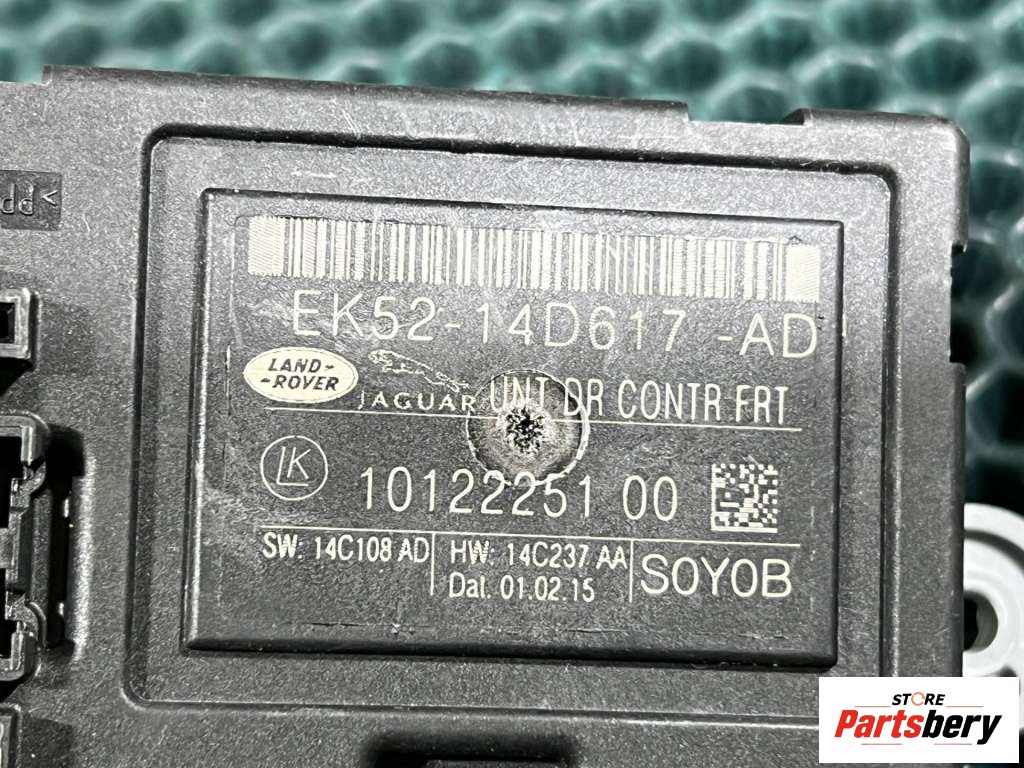 EK52-14D617 -AD
LAND-
-ROVER
JAGUAR UNT DR CONTR FRT
LK
10122251 00
SW: 14C108 AD
HW: 14C237 AA
Dat. 01.02.15
SOYOB
STORE
Partsbery